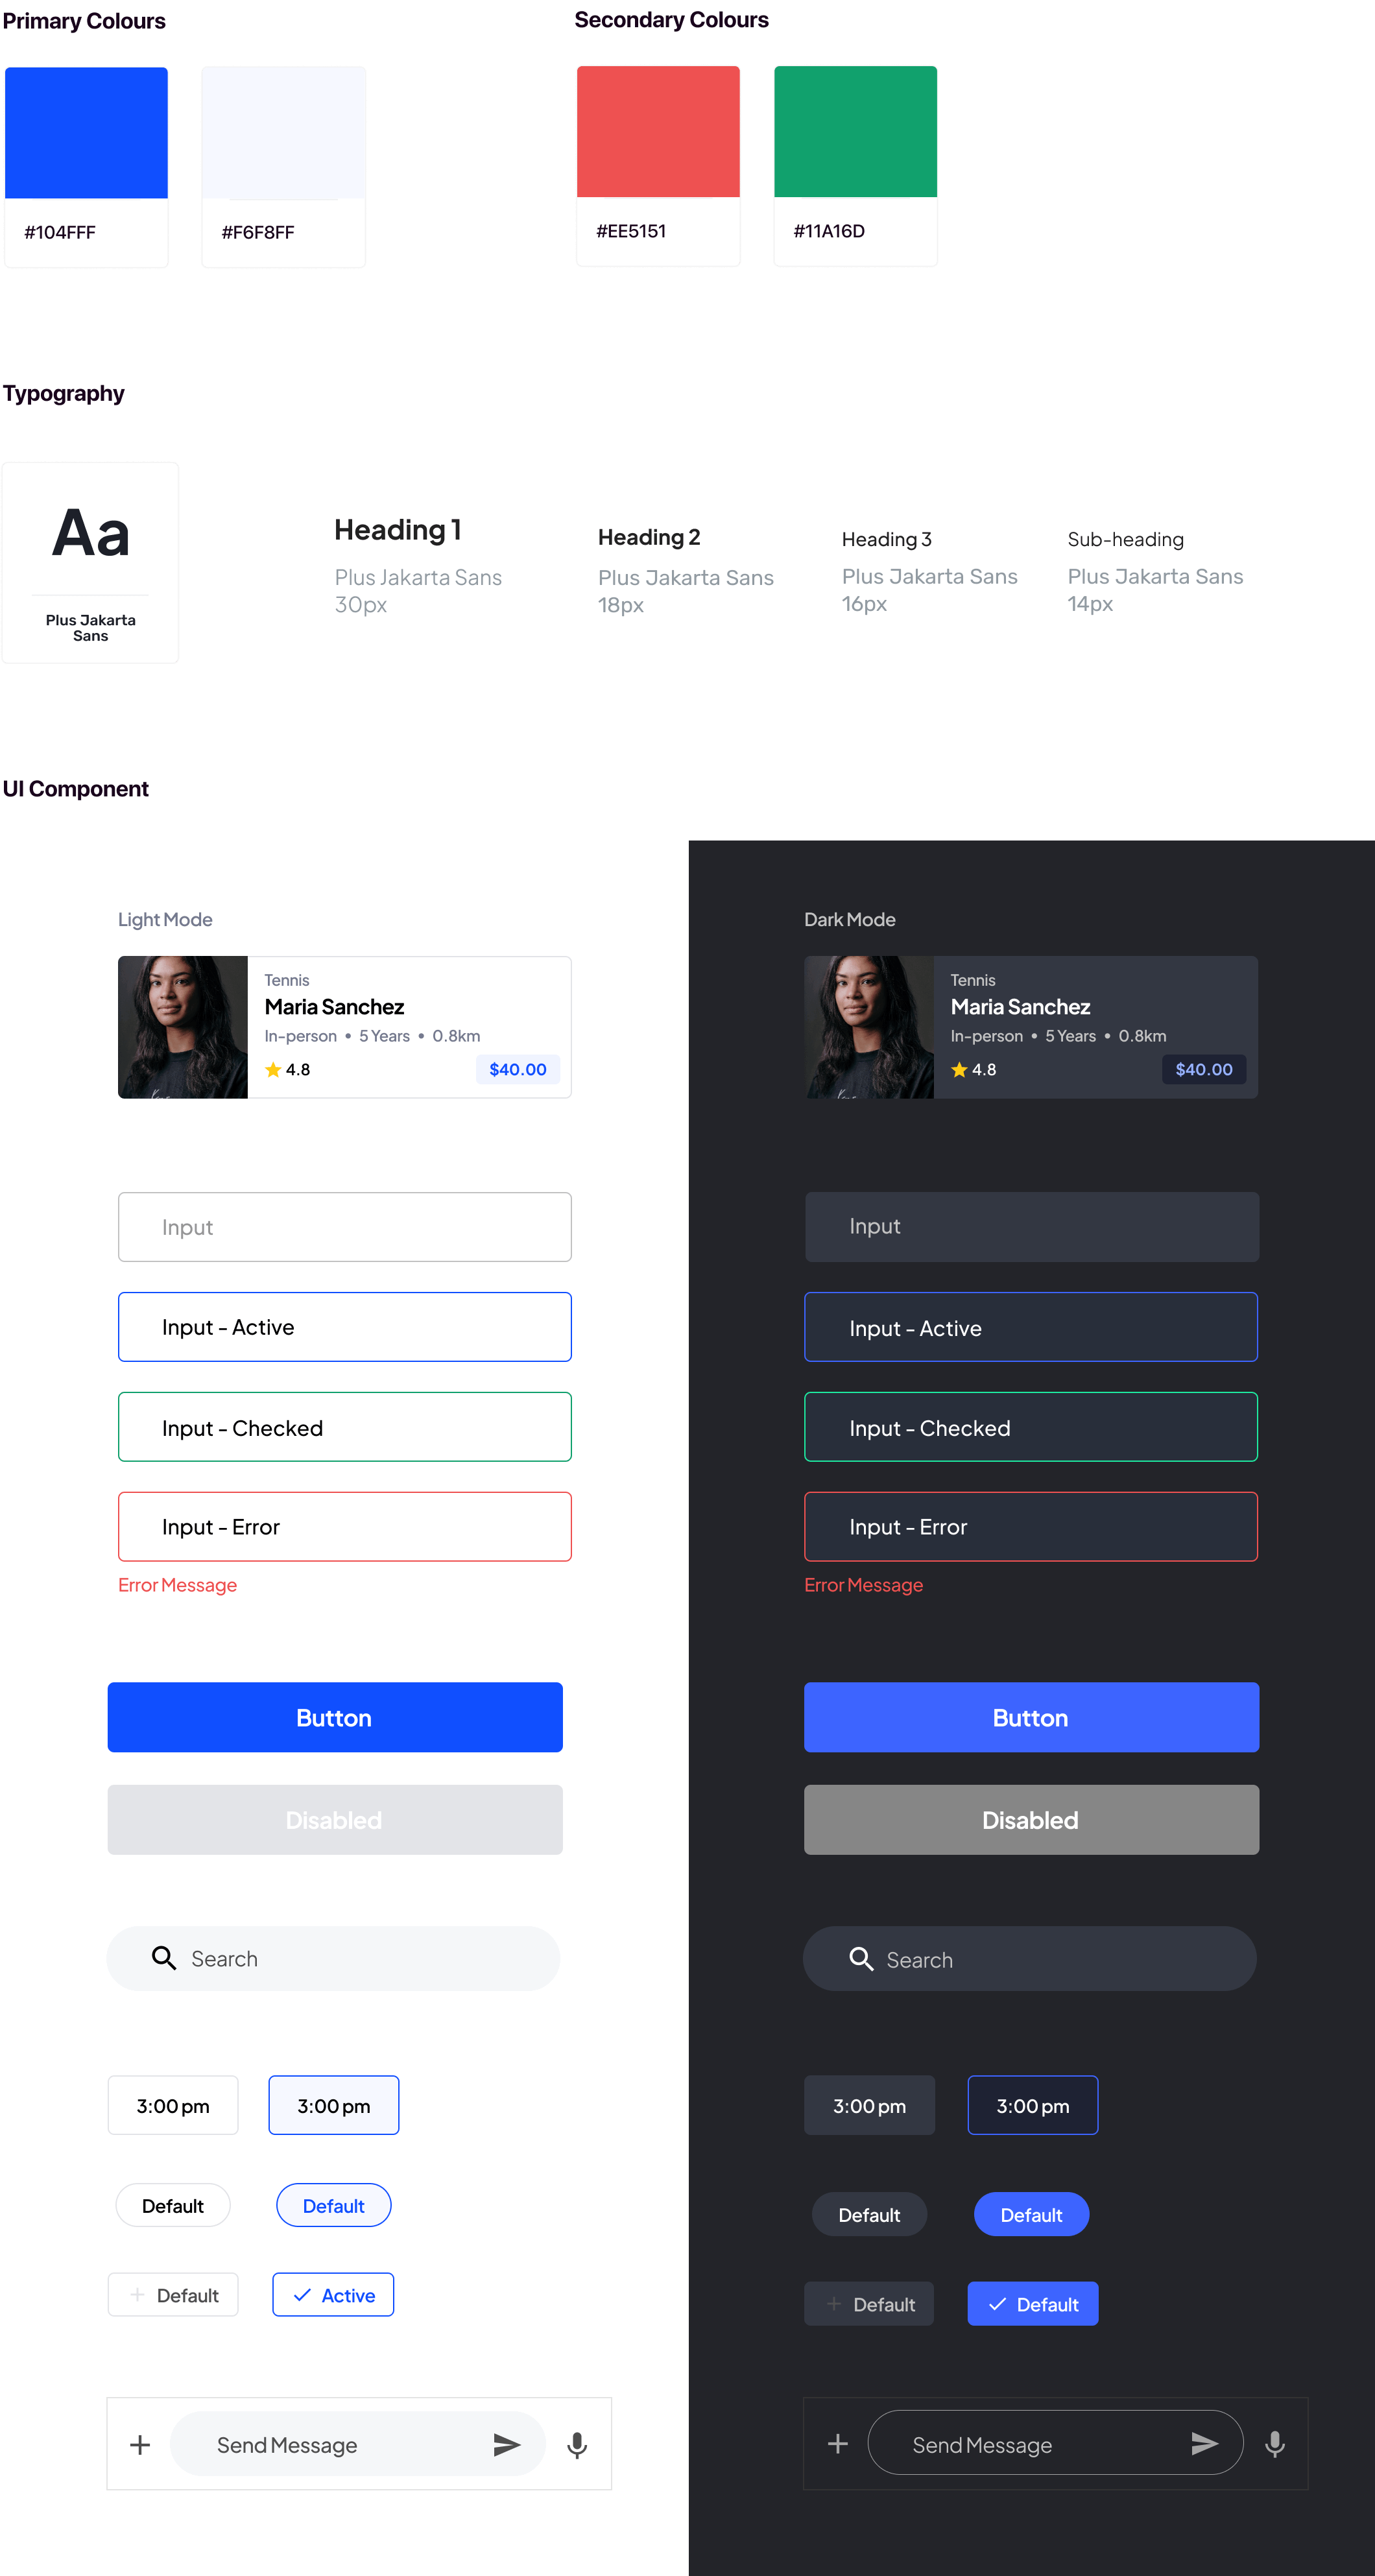 Primary Colours
Secondary Colours
#104FFF
#F6F8FF
#EE5151
#11A16D
Typography
Aa
Plus Jakarta
Sans
Heading 1
Plus Jakarta Sans
30px
Heading 2
Plus Jakarta Sans
18px
Heading 3
Plus Jakarta Sans
16px
Sub-heading
Plus Jakarta Sans
14px
UI Component
Light Mode
Tennis
Maria Sanchez
In-person • 5 Years • 0.8km
4.8
$40.00
Input
Input - Active
Input - Checked
Input - Error
Error Message
Button
Disabled
Search
3:00 pm
3:00 pm
Default
Default
Default
Active
Send Message
Dark Mode
Tennis
Maria Sanchez
In-person • 5 Years • 0.8km
4.8
$40.00
Input
Input - Active
Input - Checked
Input - Error
Error Message
Button
Disabled
Search
3:00 pm
3:00 pm
Default
Default
Default
Default
Send Message